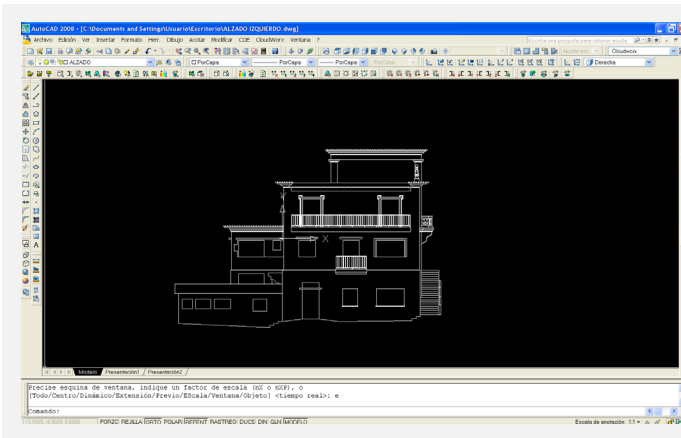 AutoCAD 2008 - [C:\Documents and Settings\Usuario\Escritorio\ALZADO IZQUIERDO.dwg]
Archivo Edición Ver Insertar Formato Herr. Dibujo Acotar Modificar COE CloudWorx Ventana ?
Cloudworx
ALZADO PorCapa PorCapa PorCapa PorColor Derecha
Y
X
Modelo Presentación1 Presentación2
Precise esquina de ventana, indique un factor de escala (nX o nXP), o
[Todo/Centro/Dinámico/Extensión/Previo/EScala/Ventana/Objeto] <tiempo real>: e
Comando:
FORZC REJILLA ORTO POLAR REFENT RASTREO DUCS DIN GLN MODELO Escala de anotación: 1:1